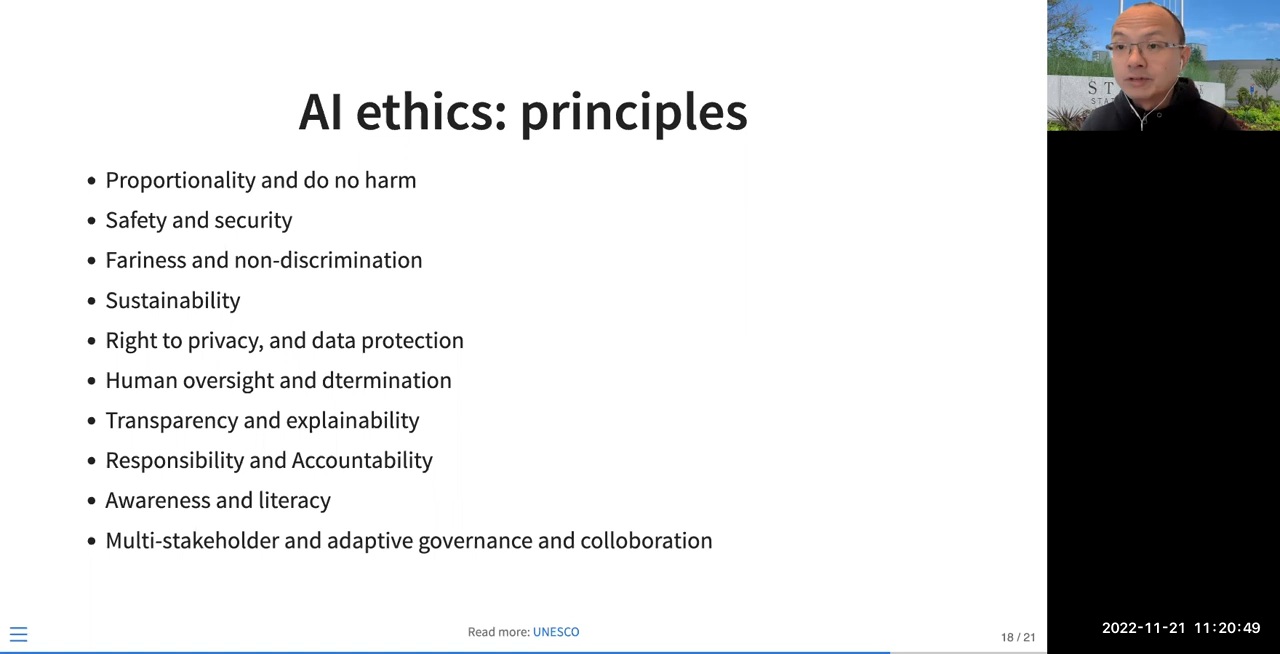 AI ethics: principles
• Proportionality and do no harm
• Safety and security
• Fariness and non-discrimination
• Sustainability
• Right to privacy, and data protection
• Human oversight and dtermination
• Transparency and explainability
• Responsibility and Accountability
• Awareness and literacy
• Multi-stakeholder and adaptive governance and colloboration
Read more: UNESCO
18 / 21
2022-11-21 11:20:49